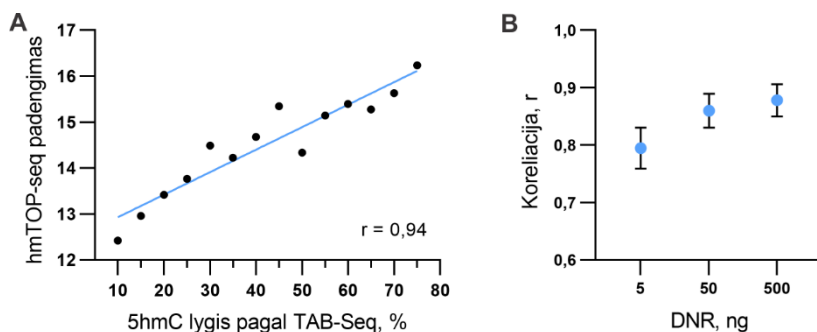 A
hmTOP-seq padengimas
17
16
15
14
13
12
10 20 30 40 50 60 70 80
5hmC lygis pagal TAB-Seq, %
r = 0,94
B
Koreliacija, r
1,0
0,9
0,8
0,7
0,6
5 50 500
DNR, ng